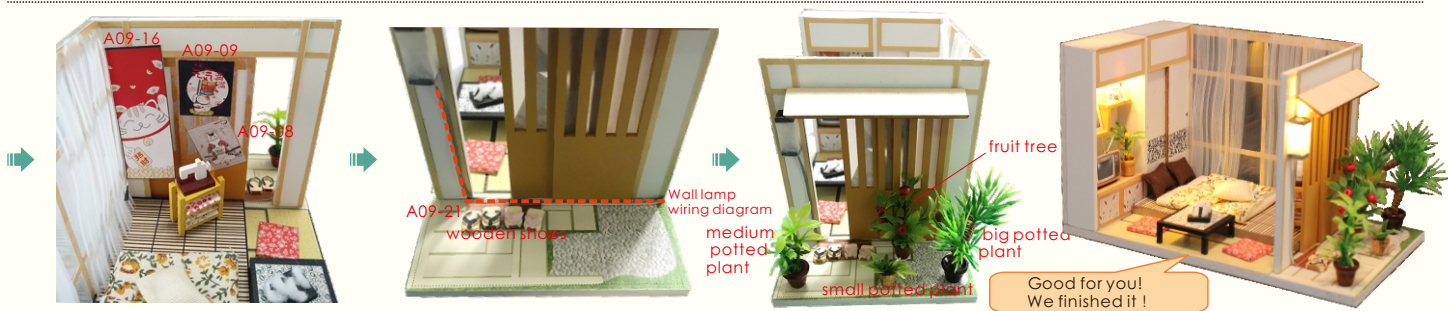 A09-16
A09-09
A09-08
A09-21
wooden shoes
Wall lamp
wiring diagram
fruit tree
medium
potted
plant
big potted
plant
small potted plant
Good for you!
We finished it !